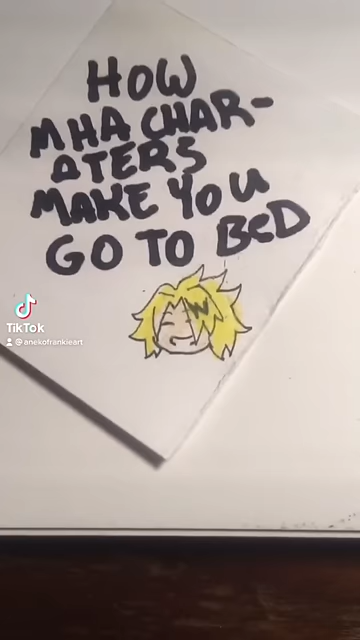 HOW
MHA CHAR-
ATERS
MAKE YOU
GO TO BED
TikTok
@anekofrankieart